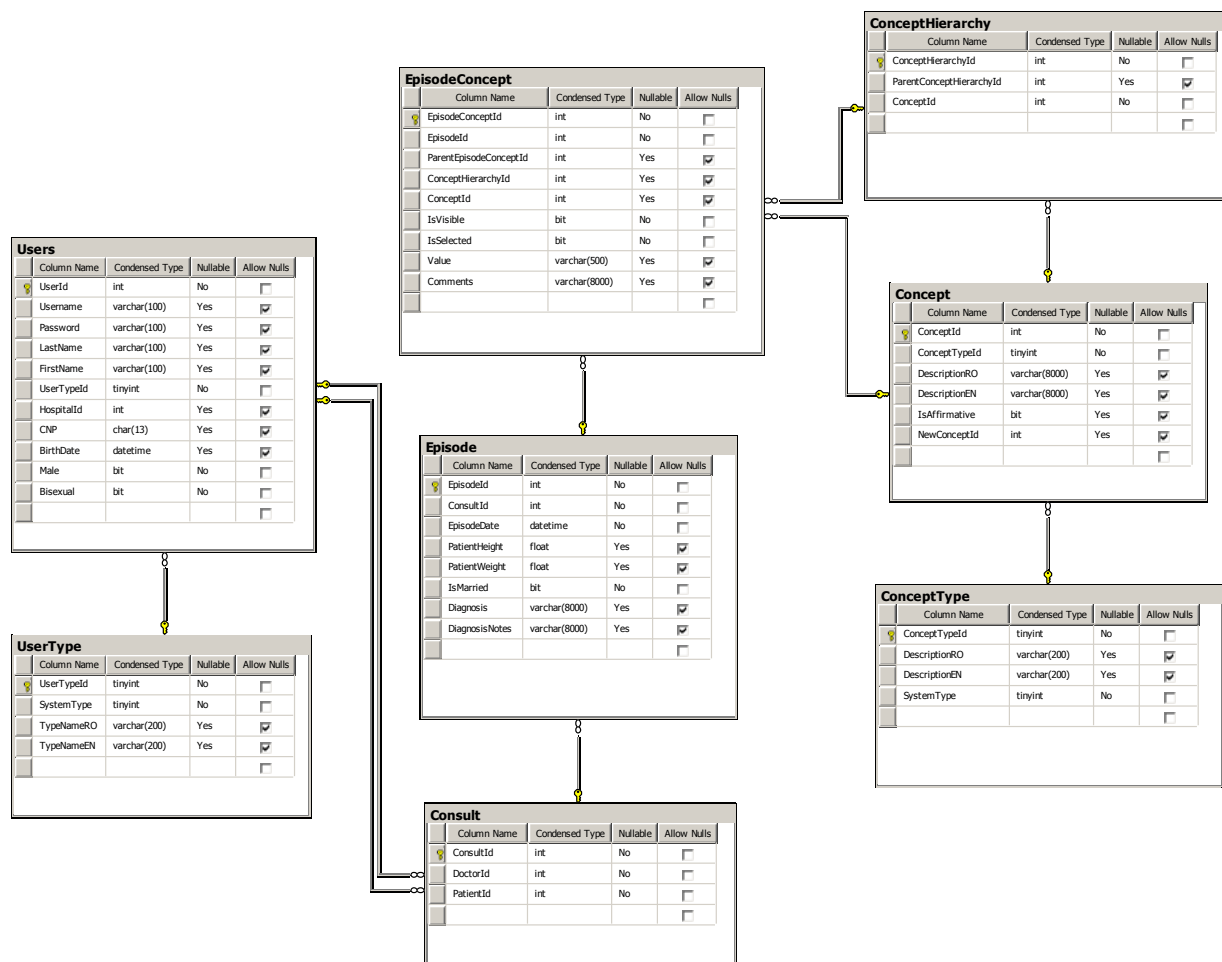 ConceptHierarchy
Column Name Condensed Type Nullable Allow Nulls
ConceptHierarchyId int No
ParentConceptHierarchyId int Yes
ConceptId int No
EpisodeConcept
Column Name Condensed Type Nullable Allow Nulls
EpisodeConceptId int No
EpisodeId int No
ParentEpisodeConceptId int Yes
ConceptHierarchyId int Yes
ConceptId int Yes
IsVisible bit No
IsSelected bit No
Value varchar(500) Yes
Comments varchar(8000) Yes
Users
Column Name Condensed Type Nullable Allow Nulls
UserId int No
Username varchar(100) Yes
Password varchar(100) Yes
LastName varchar(100) Yes
FirstName varchar(100) Yes
UserTypeId tinyint No
HospitalId int Yes
CNP char(13) Yes
BirthDate datetime Yes
Male bit No
Bisexual bit No
Concept
Column Name Condensed Type Nullable Allow Nulls
ConceptId int No
ConceptTypeId tinyint No
DescriptionRO varchar(8000) Yes
DescriptionEN varchar(8000) Yes
IsAffirmative bit Yes
NewConceptId int Yes
Episode
Column Name Condensed Type Nullable Allow Nulls
EpisodeId int No
ConsultId int No
EpisodeDate datetime No
PatientHeight float Yes
PatientWeight float Yes
IsMarried bit No
Diagnosis varchar(8000) Yes
DiagnosisNotes varchar(8000) Yes
ConceptType
Column Name Condensed Type Nullable Allow Nulls
ConceptTypeId tinyint No
DescriptionRO varchar(200) Yes
DescriptionEN varchar(200) Yes
SystemType tinyint No
UserType
Column Name Condensed Type Nullable Allow Nulls
UserTypeId tinyint No
SystemType tinyint No
TypeNameRO varchar(200) Yes
TypeNameEN varchar(200) Yes
Consult
Column Name Condensed Type Nullable Allow Nulls
ConsultId int No
DoctorId int No
PatientId int No